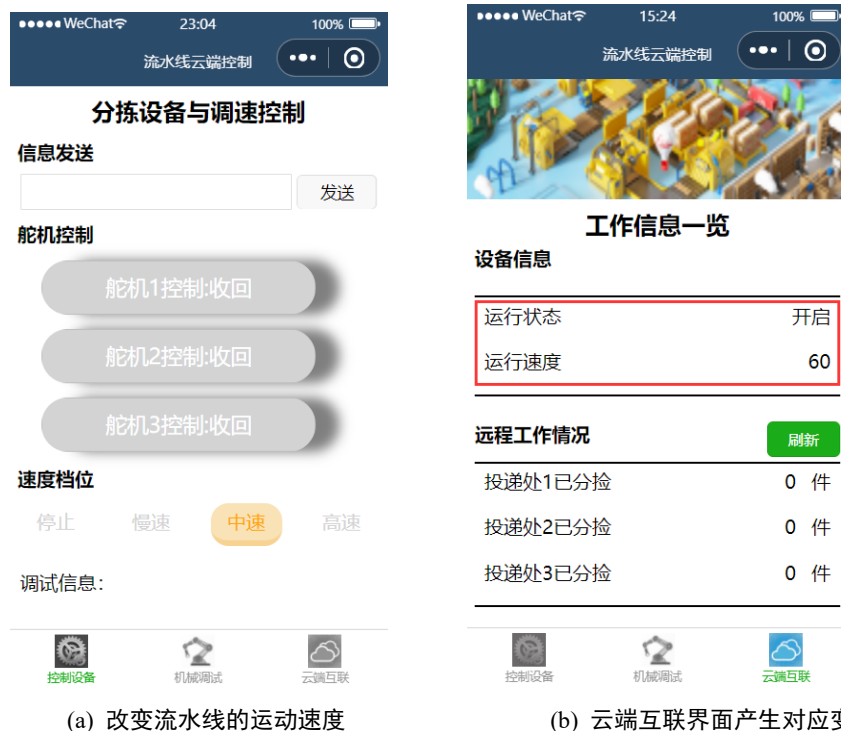 WeChat 23:04 100%
流水线云端控制
分拣设备与调速控制
信息发送
发送
舵机控制
舵机1控制:收回
舵机2控制:收回
舵机3控制:收回
速度档位
停止 慢速 中速 高速
调试信息:
控制设备 机械调试 云端互联
(a) 改变流水线的运动速度
WeChat 15:24 100%
流水线云端控制
工作信息一览
设备信息
运行状态 开启
运行速度 60
远程工作情况 刷新
投递处1已分捡 0 件
投递处2已分捡 0 件
投递处3已分捡 0 件
控制设备 机械调试 云端互联
(b) 云端互联界面产生对应